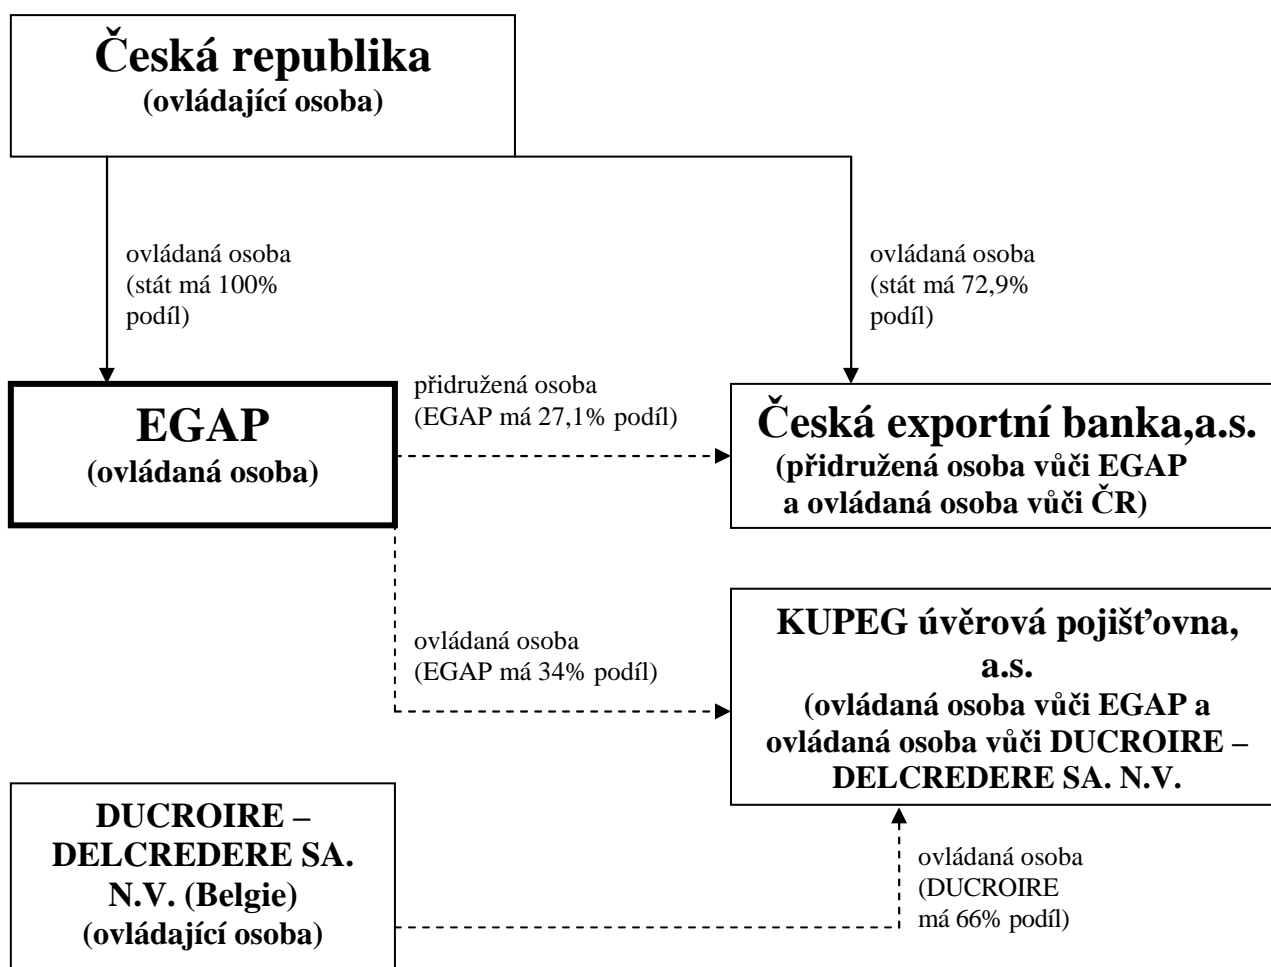 Česká republika
(ovládající osoba)
ovládaná osoba
(stát má 100%
podíl)
ovládaná osoba
(stát má 72,9%
podíl)
EGAP
(ovládaná osoba)
přidružená osoba
(EGAP má 27,1% podíl)
Česká exportní banka,a.s.
(přidružená osoba vůči EGAP
a ovládaná osoba vůči ČR)
ovládaná osoba
(EGAP má 34% podíl)
KUPEG úvěrová pojišťovna,
a.s.
(ovládaná osoba vůči EGAP a
ovládaná osoba vůči DUCROIRE –
DELCREDERE SA. N.V.
DUCROIRE –
DELCREDERE SA.
N.V. (Belgie)
(ovládající osoba)
ovládaná osoba
(DUCROIRE
má 66% podíl)